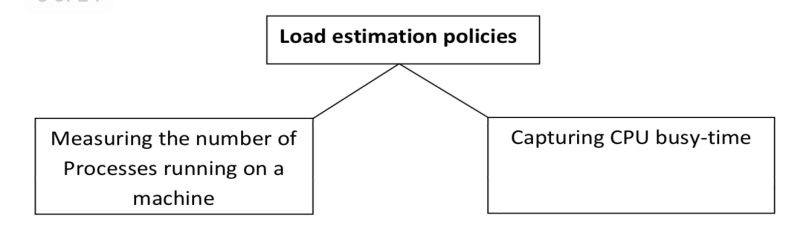 Load estimation policies
Measuring the number of
Processes running on a
machine
Capturing CPU busy-time